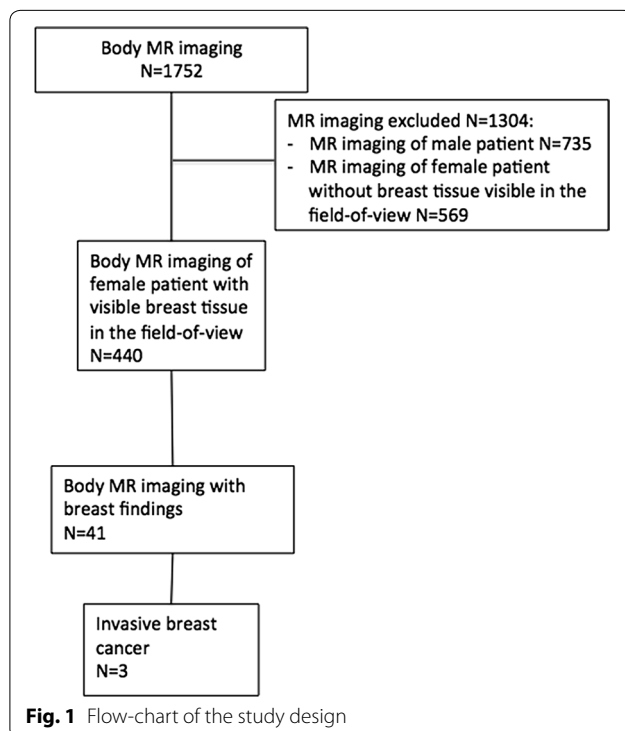 Body MR imaging
N=1752
MR imaging excluded N=1304:
- MR imaging of male patient N=735
- MR imaging of female patient
without breast tissue visible in the
field-of-view N=569
Body MR imaging of
female patient with
visible breast tissue
in the field-of-view
N=440
Body MR imaging with
breast findings
N=41
Invasive breast
cancer
N=3
Fig. 1 Flow-chart of the study design